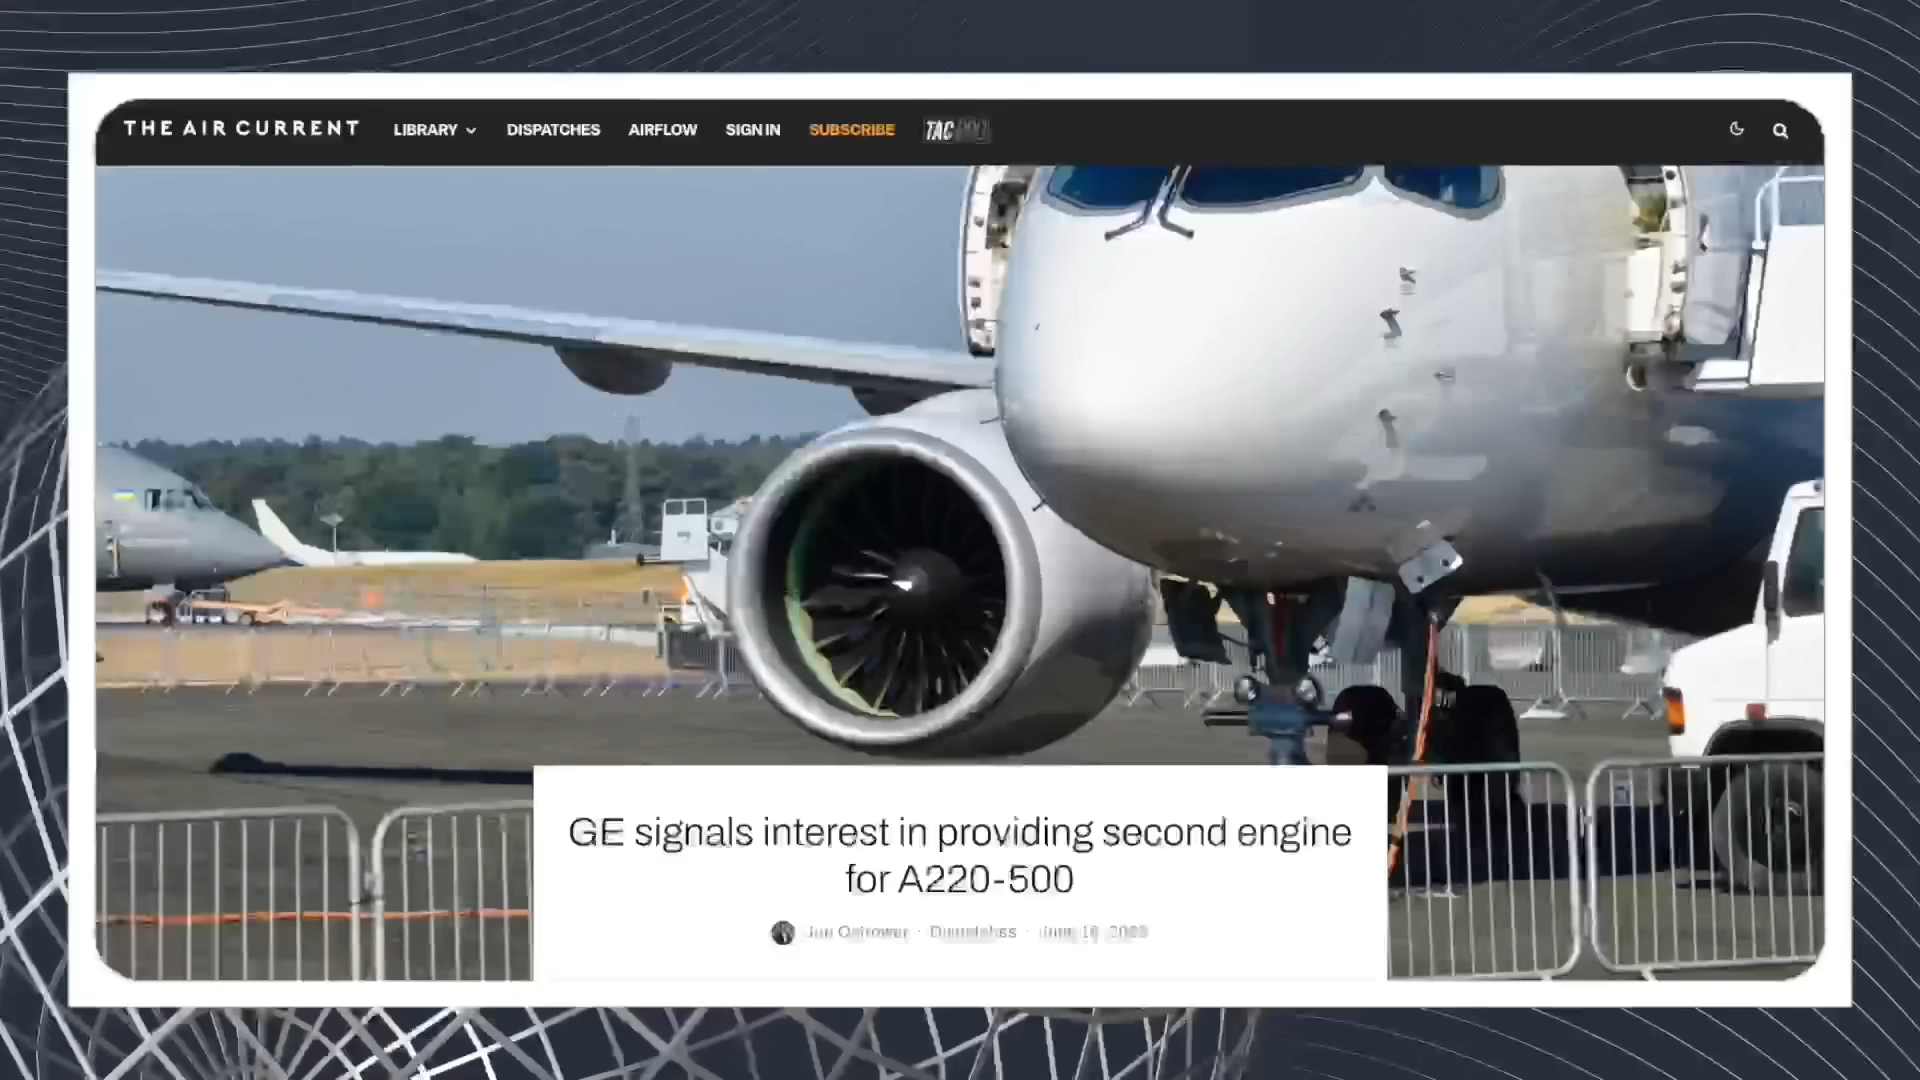 THE AIR CURRENT LIBRARY DISPATCHES AIRFLOW SIGN IN SUBSCRIBE TAC
GE signals interest in providing second engine
for A220-500